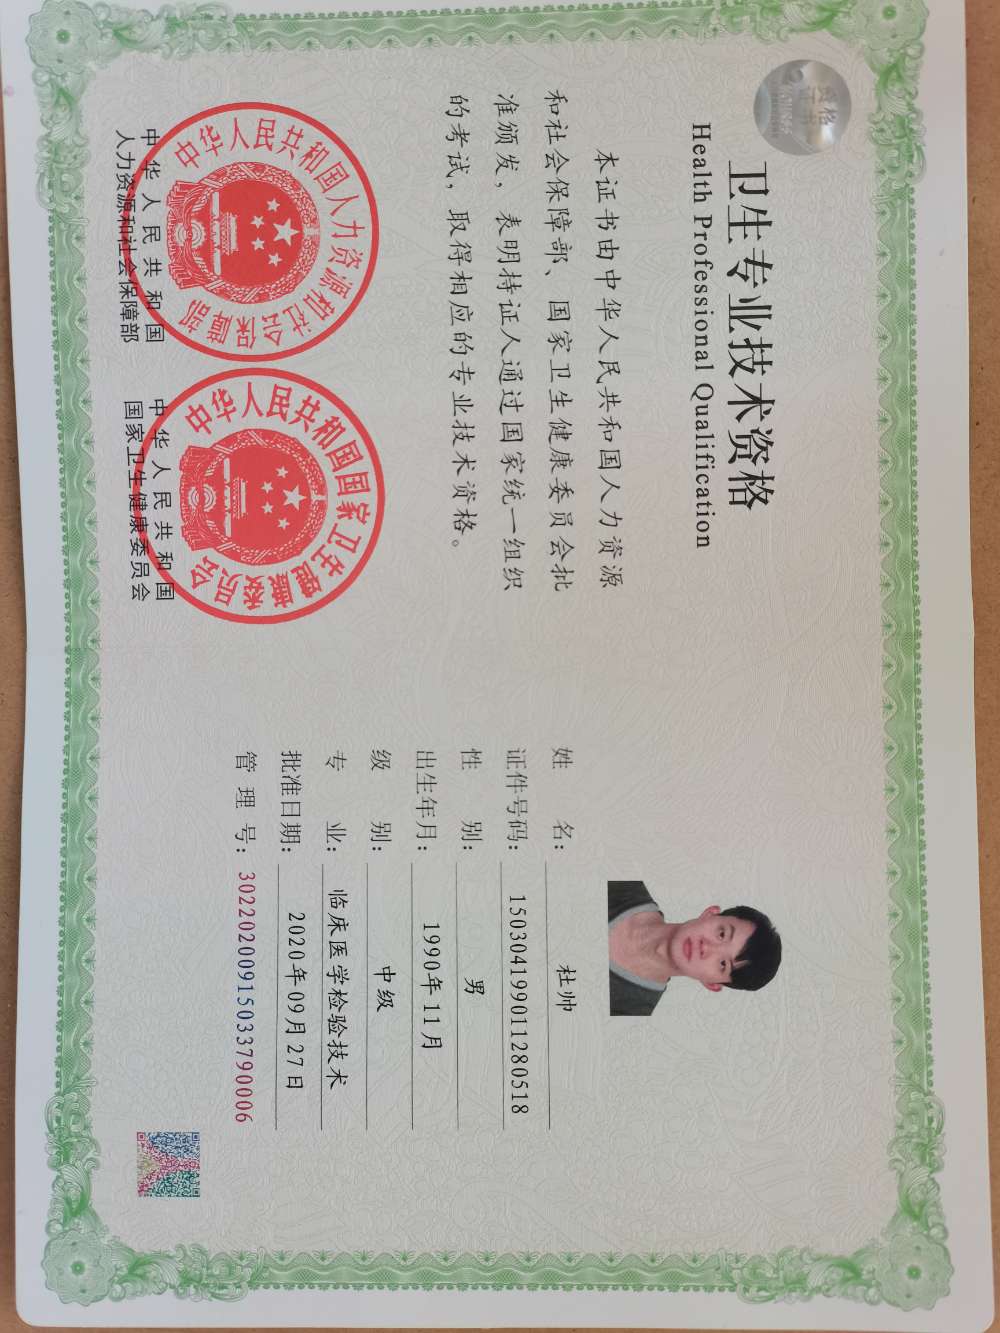 卫生专业技术资格
Health Professional Qualification
本证书由中华人民共和国人力资源
和社会保障部、国家卫生健康委员会批
准颁发，表明持证人通过国家统一组织
的考试，取得相应的专业技术资格。
中华人民共和国人力资源和社会保障部
中华人民共和国
人力资源和社会保障部
中华人民共和国国家卫生健康委员会
中华人民共和国
国家卫生健康委员会
姓 名：杜帅
证件号码：150304199011280518
性 别：男
出生年月：1990年11月
级 别：中级
专 业：临床医学检验技术
批准日期：2020年09月27日
管 理 号：30220200915033790006